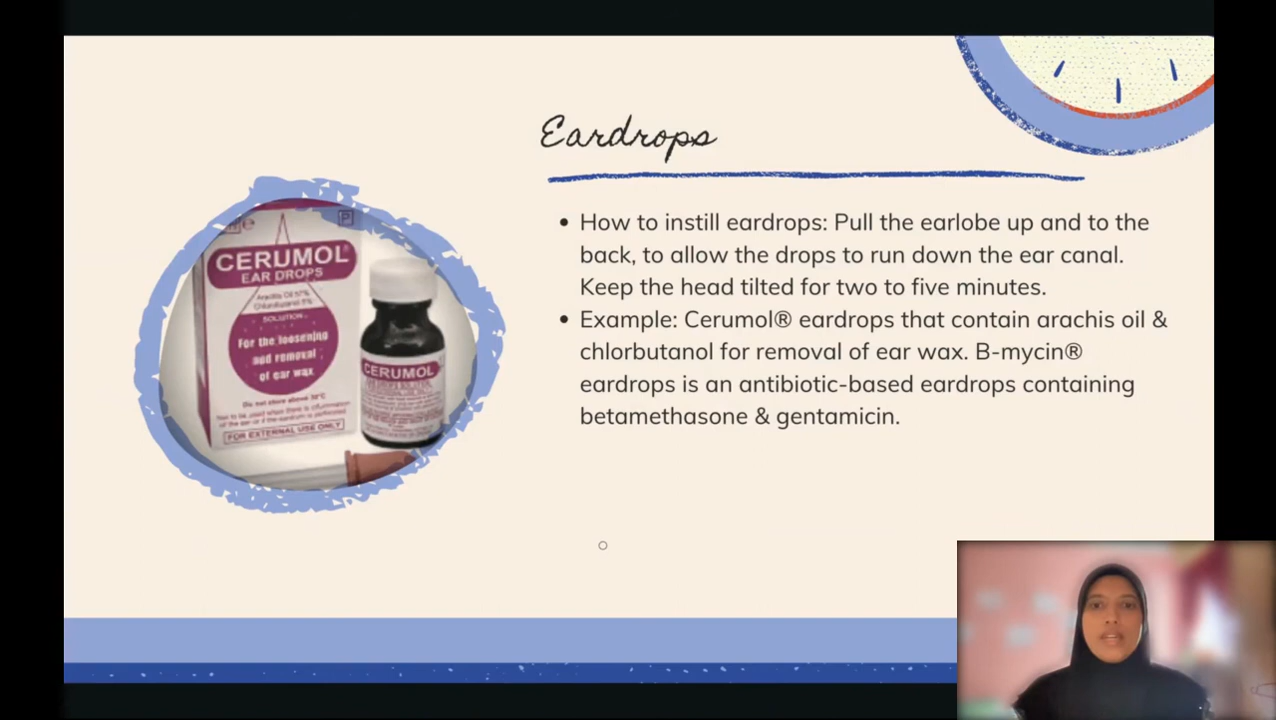 Eardrops
How to instill eardrops: Pull the earlobe up and to the
back, to allow the drops to run down the ear canal.
Keep the head tilted for two to five minutes.
Example: Cerumol® eardrops that contain arachis oil &
chlorbutanol for removal of ear wax. B-mycin®
eardrops is an antibiotic-based eardrops containing
betamethasone & gentamicin.
P
CERUMOL®
EAR DROPS
Arachis Oil 57%
Chlorbutanol 5%
SOLUTION
For the loosening
and removal
of ear wax
Do not store above
Not to be used when there is inflammation
of the ear or if the eardrum is perforated
FOR EXTERNAL USE ONLY
CERUMOL